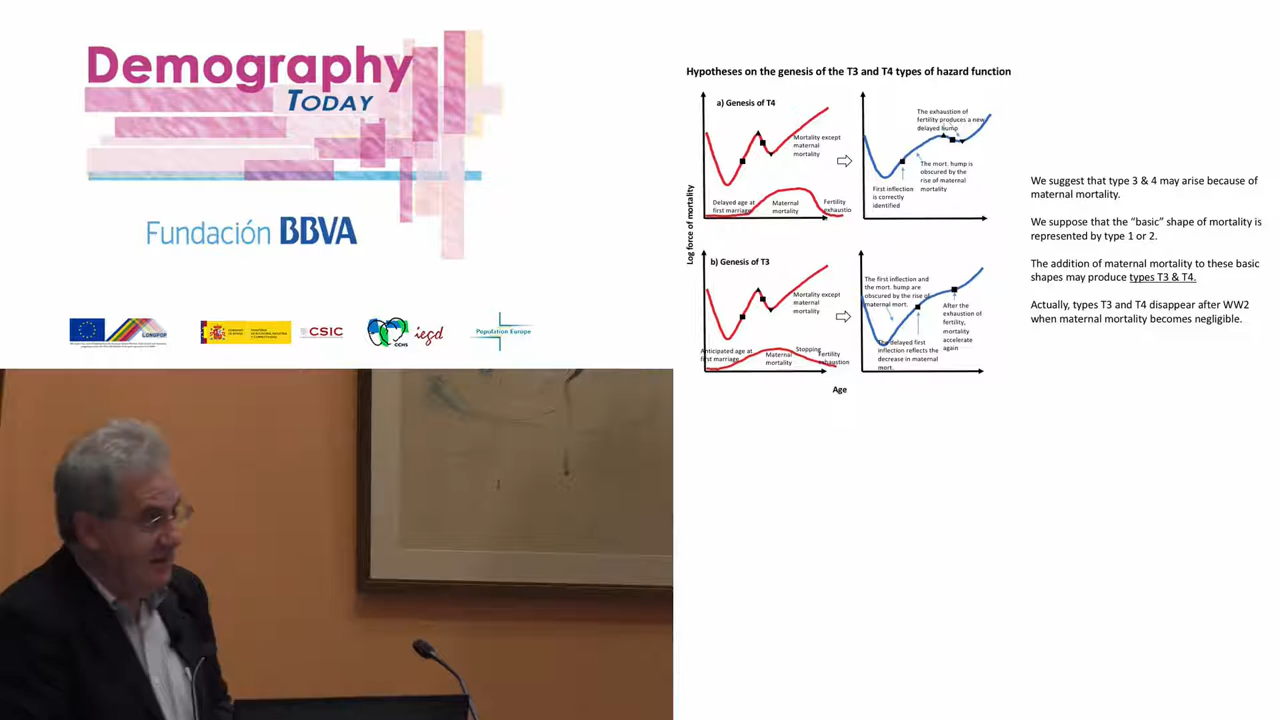 Demography
TODAY
Fundación BBVA
CSIC
CCHS
iegd
Population Europe
Hypotheses on the genesis of the T3 and T4 types of hazard function
Log force of mortality
a) Genesis of T4
Mortality except
maternal
mortality
Delayed age at
first marriage
Maternal
mortality
Fertility
exhaustio
The exhaustion of
fertility produces a new
delayed hump
The mort. hump is
obscured by the
rise of maternal
mortality
First inflection
is correctly
identified
b) Genesis of T3
Mortality except
maternal
mortality
Anticipated age at
first marriage
Maternal
mortality
Stopping
Fertility
exhaustion
The first inflection and
the mort. hump are
obscured by the rise of
maternal mort.
After the
exhaustion of
fertility,
mortality
accelerate
again
The delayed first
inflection reflects the
decrease in maternal
mort.
Age
We suggest that type 3 & 4 may arise because of
maternal mortality.
We suppose that the “basic” shape of mortality is
represented by type 1 or 2.
The addition of maternal mortality to these basic
shapes may produce types T3 & T4.
Actually, types T3 and T4 disappear after WW2
when maternal mortality becomes negligible.